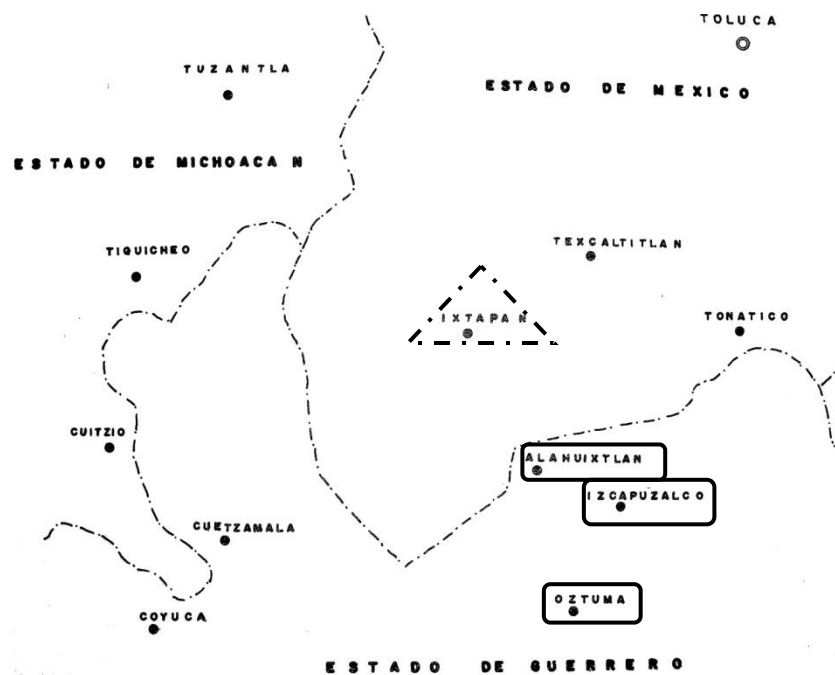 TOLUCA
TUZANTLA
ESTADO DE MEXICO
ESTADO DE MICHOACAN
TEXCALTITLAN
TIQUICHEO
IXTAPAN
TONATICO
CUITZIO
ALAHUIXTLAN
IZCAPUZALCO
CUETZAMALA
OZTUMA
COYUCA
ESTADO DE GUERRERO